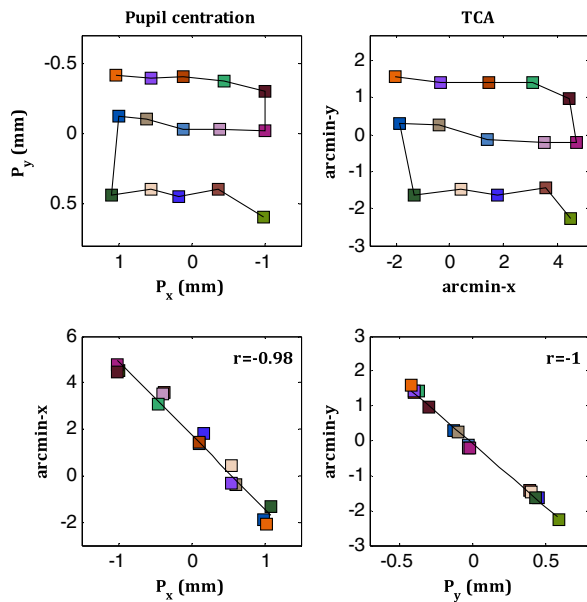 Pupil centration
TCA
-0.5
0
0.5
P_y (mm)
1
0
-1
P_x (mm)
3
2
1
0
-1
-2
-3
arcmin-y
-2
0
2
4
arcmin-x
6
4
2
0
-2
arcmin-x
r=-0.98
-1
0
1
P_x (mm)
3
2
1
0
-1
-2
-3
arcmin-y
r=-1
-0.5
0
0.5
P_y (mm)